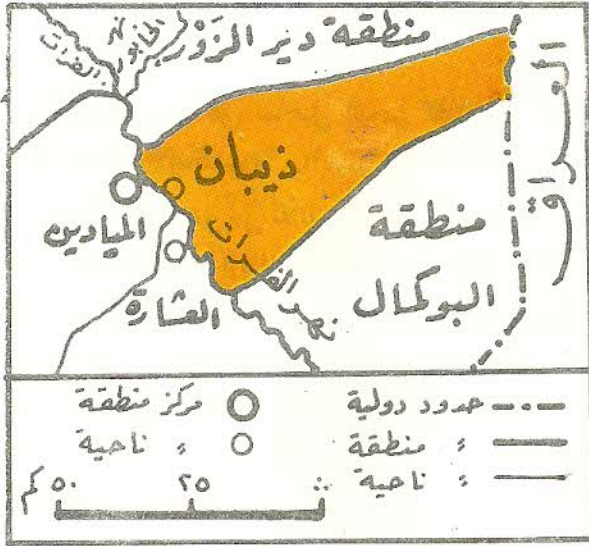 منطقة دير الزور
نهر
الخابور
الفرات
العراق
ذيبان
الميادين
منطقة
البوكمال
نهر الفرات
العشارة
حدود دولية
مركز منطقة
〃 منطقة
〃 ناحية
〃 ناحية
٢٥
٥٠ كم